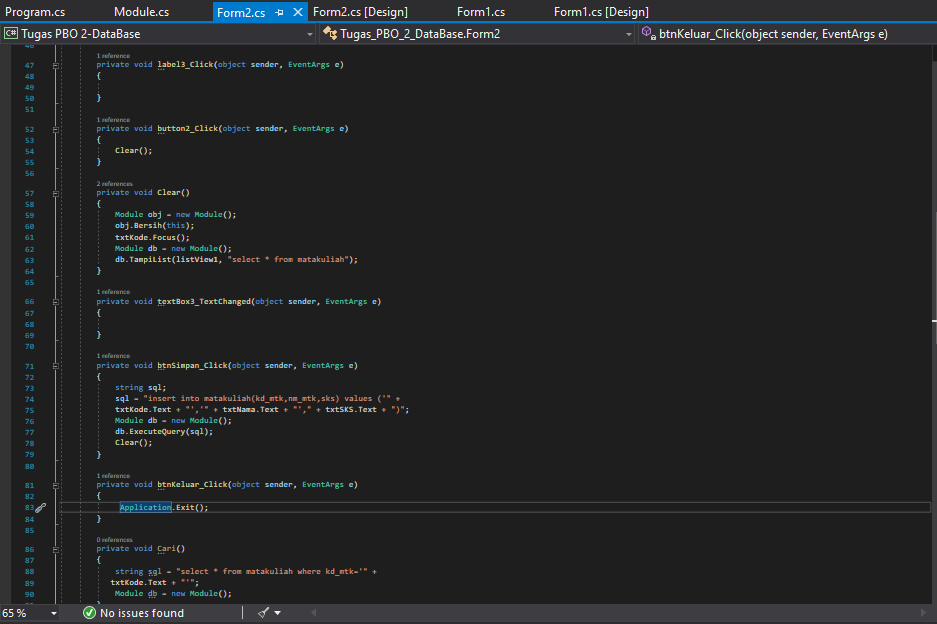 Program.cs Module.cs Form2.cs Form2.cs [Design] Form1.cs Form1.cs [Design]
C# Tugas PBO 2-DataBase Tugas_PBO_2_DataBase.Form2 btnKeluar_Click(object sender, EventArgs e)
46
1 reference
47 private void label3_Click(object sender, EventArgs e)
48 {
49
50 }
51
1 reference
52 private void button2_Click(object sender, EventArgs e)
53 {
54 Clear();
55 }
56
2 references
57 private void Clear()
58 {
59 Module obj = new Module();
60 obj.Bersih(this);
61 txtKode.Focus();
62 Module db = new Module();
63 db.TampiList(listView1, "select * from matakuliah");
64 }
65
1 reference
66 private void textBox3_TextChanged(object sender, EventArgs e)
67 {
68
69 }
70
1 reference
71 private void btnSimpan_Click(object sender, EventArgs e)
72 {
73 string sql;
74 sql = "insert into matakuliah(kd_mtk,nm_mtk,sks) values ('" +
75 txtKode.Text + "','" + txtNama.Text + "'," + txtSKS.Text + ")";
76 Module db = new Module();
77 db.ExecuteQuery(sql);
78 Clear();
79 }
80
1 reference
81 private void btnKeluar_Click(object sender, EventArgs e)
82 {
83 Application.Exit();
84 }
85
0 references
86 private void Cari()
87 {
88 string sql = "select * from matakuliah where kd_mtk='" +
89 txtKode.Text + "'";
90 Module db = new Module();
65 % No issues found